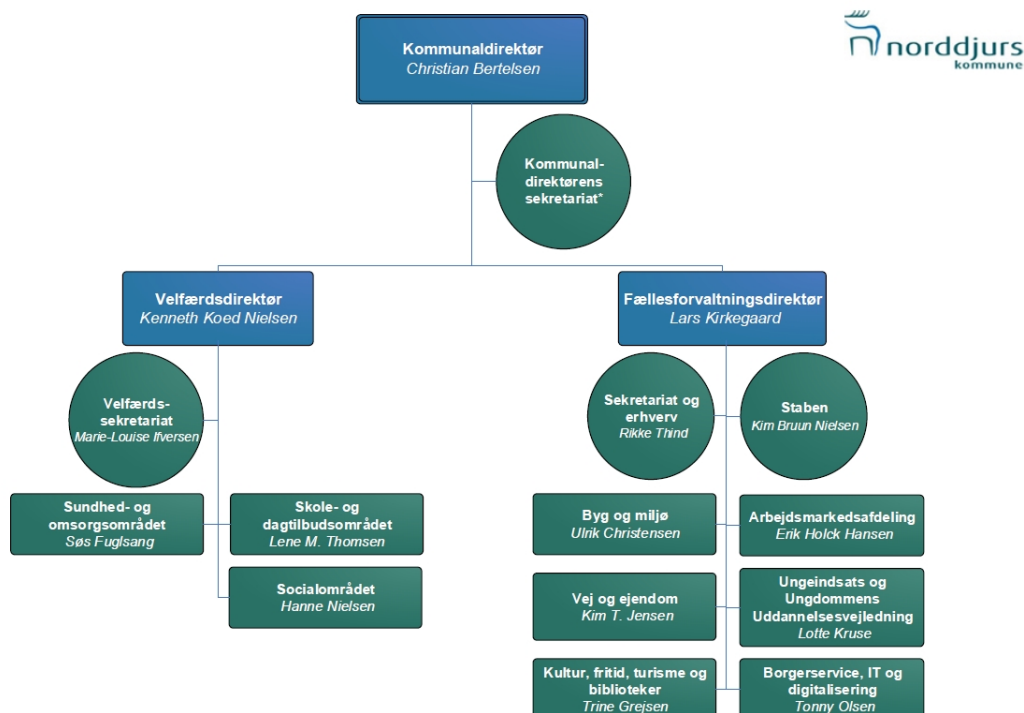 norddjurs
kommune
Kommunaldirektør
Christian Bertelsen
Kommunal-
direktørens
sekretariat*
Velfærdsdirektør
Kenneth Koed Nielsen
Fællesforvaltningsdirektør
Lars Kirkegaard
Velfærds-
sekretariat
Marie-Louise Ifversen
Sekretariat og
erhverv
Rikke Thind
Staben
Kim Bruun Nielsen
Sundhed- og
omsorgsområdet
Søs Fuglsang
Skole- og
dagtilbudsområdet
Lene M. Thomsen
Socialområdet
Hanne Nielsen
Byg og miljø
Ulrik Christensen
Arbejdsmarkedsafdeling
Erik Holck Hansen
Vej og ejendom
Kim T. Jensen
Ungeindsats og
Ungdommens
Uddannelsesvejledning
Lotte Kruse
Kultur, fritid, turisme og
biblioteker
Trine Grejsen
Borgerservice, IT og
digitalisering
Tonny Olsen